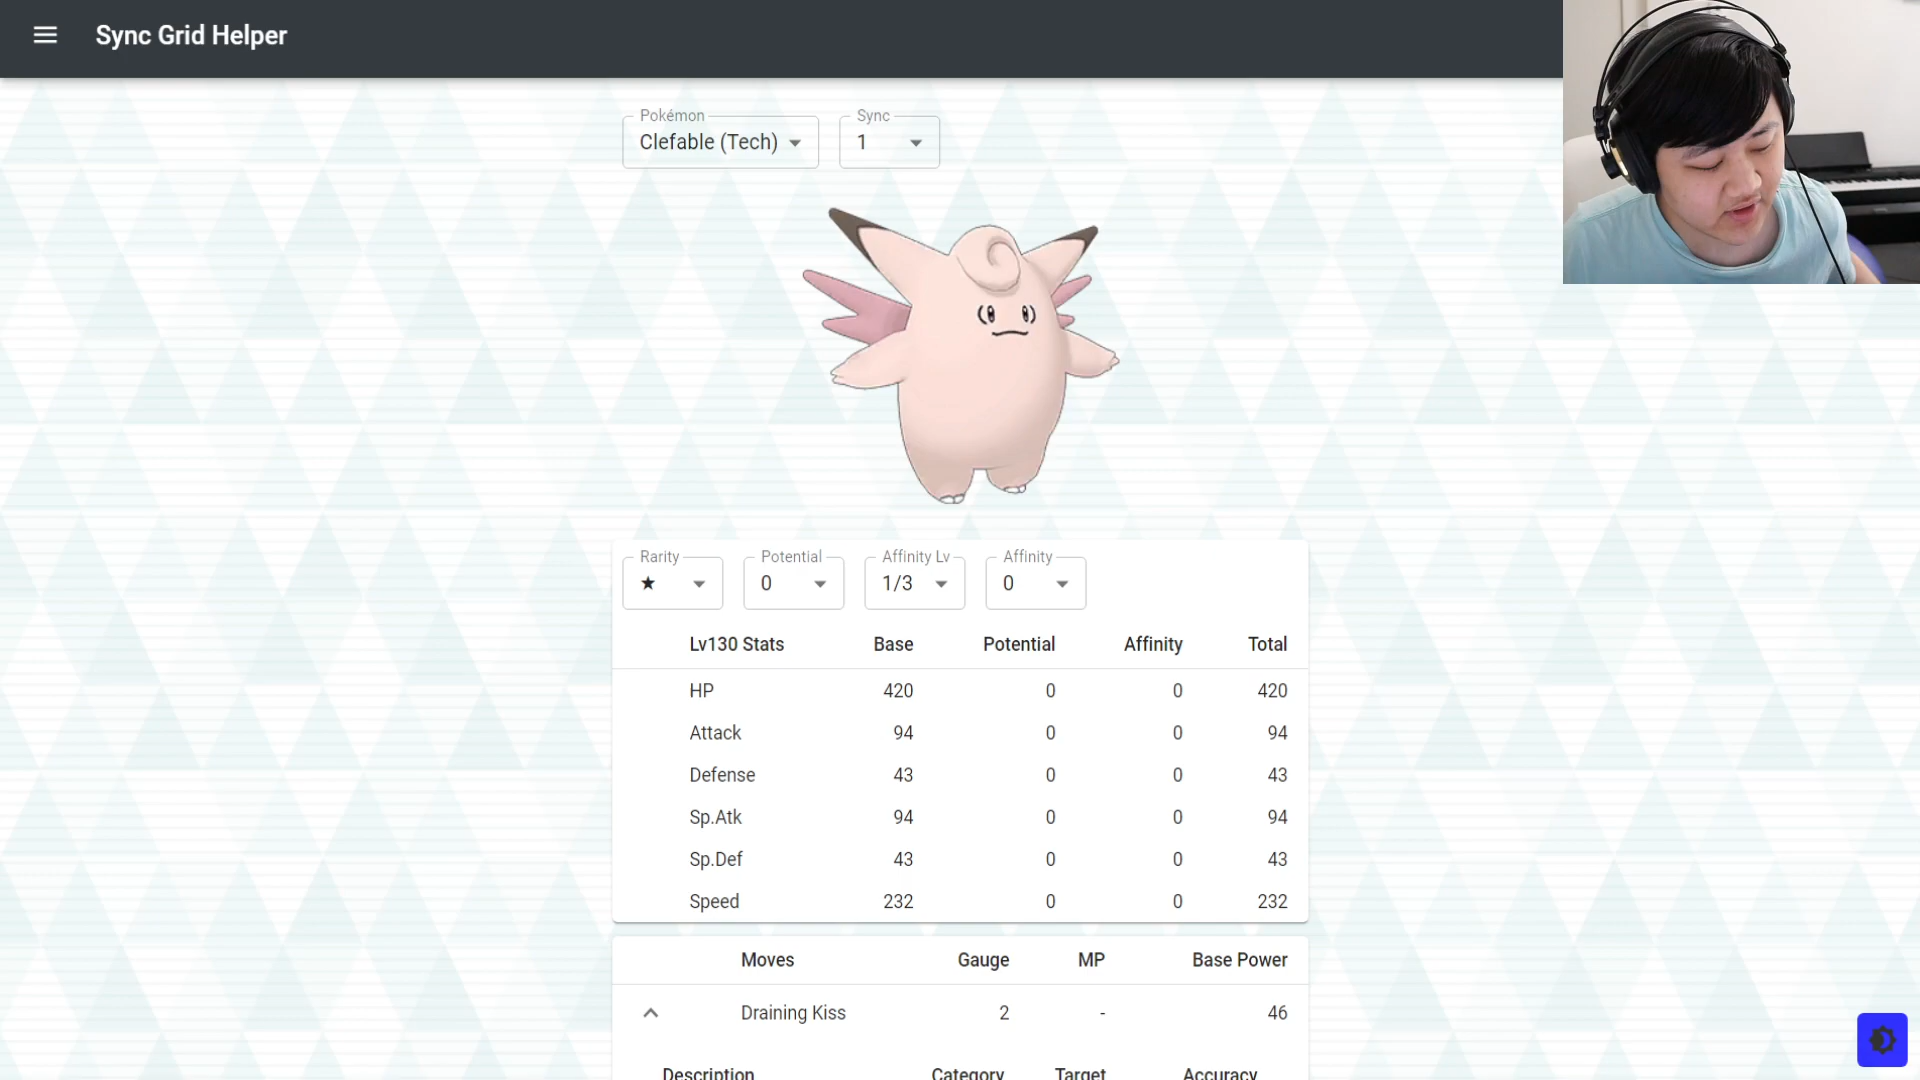 Sync Grid Helper
Pokémon Sync
Clefable (Tech) 1
Rarity Potential Affinity Lv Affinity
★ 0 1/3 0
Lv130 Stats Base Potential Affinity Total
HP 420 0 0 420
Attack 94 0 0 94
Defense 43 0 0 43
Sp.Atk 94 0 0 94
Sp.Def 43 0 0 43
Speed 232 0 0 232
Moves Gauge MP Base Power
Draining Kiss 2 - 46
Description Category Target Accuracy